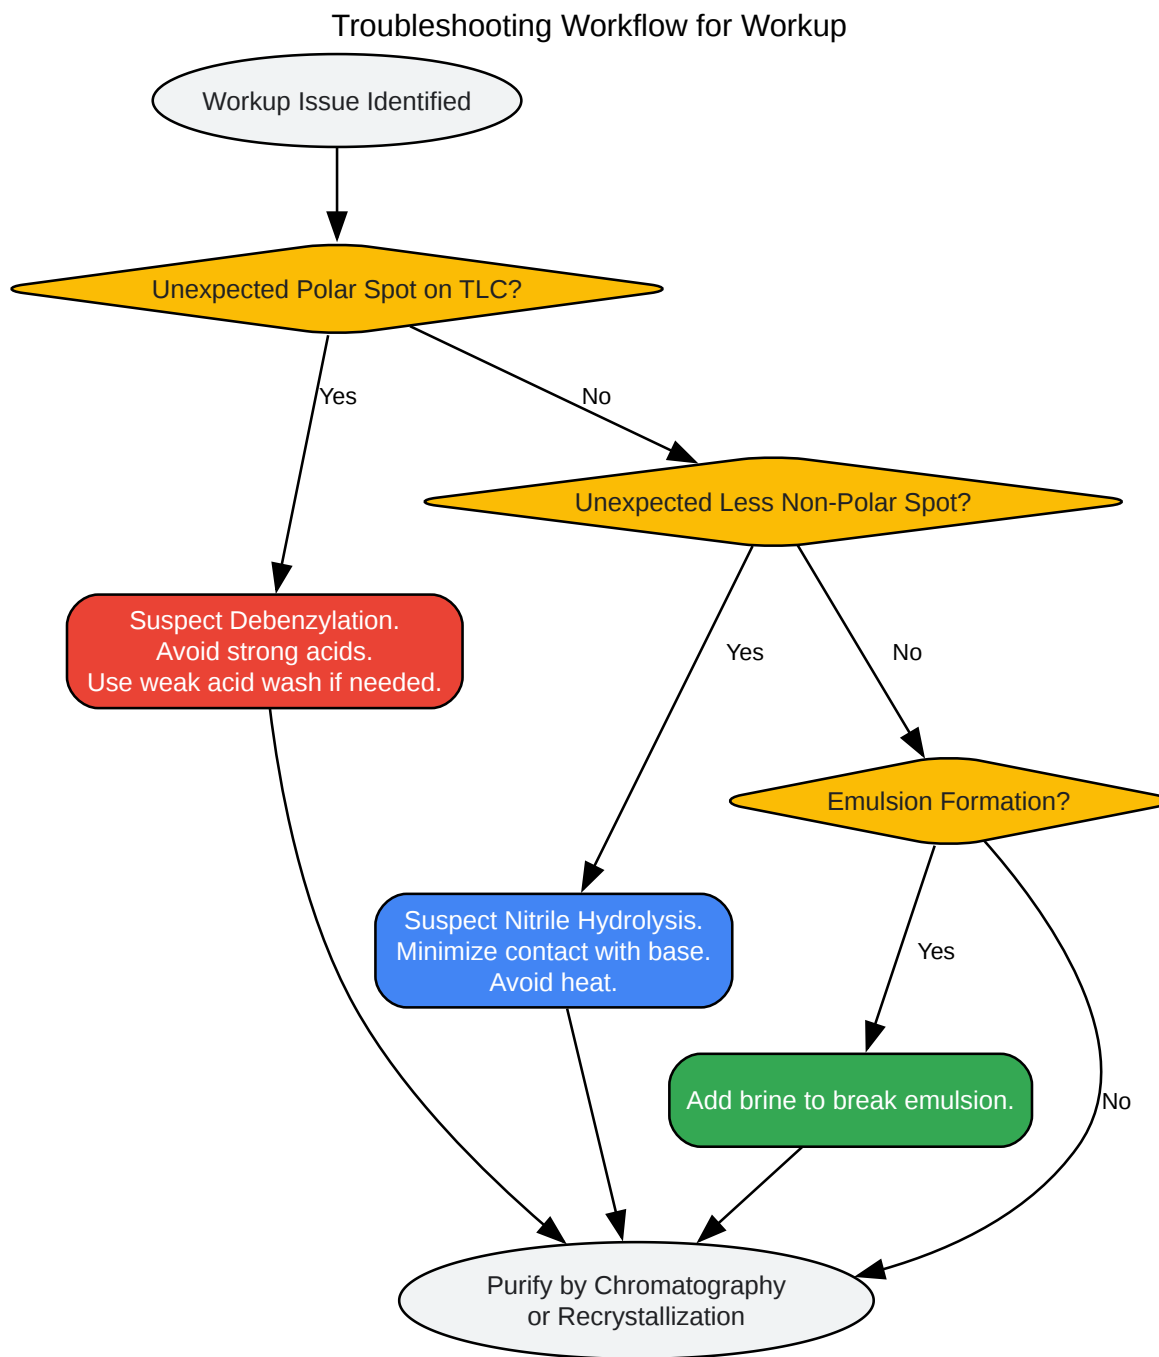 Troubleshooting Workflow for Workup
Workup Issue Identified
Unexpected Polar Spot on TLC?
Yes
No
Unexpected Less Non-Polar Spot?
Suspect Debenzylation.
Avoid strong acids.
Use weak acid wash if needed.
Yes
No
Emulsion Formation?
Suspect Nitrile Hydrolysis.
Minimize contact with base.
Avoid heat.
Yes
Add brine to break emulsion.
No
Purify by Chromatography
or Recrystallization